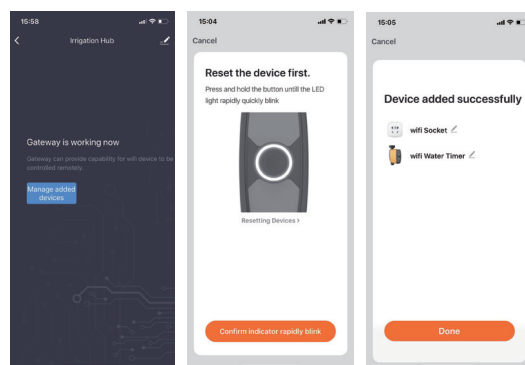 15:58
Irrigation Hub
Gateway is working now
Gateway can provide capability for wifi device to be
controlled remotely.
Manage added
devices
15:04
Cancel
Reset the device first.
Press and hold the button untill the LED
light rapidly quickly blink
Resetting Devices >
Confirm indicator rapidly blink
15:05
Cancel
Device added successfully
wifi Socket
wifi Water Timer
Done